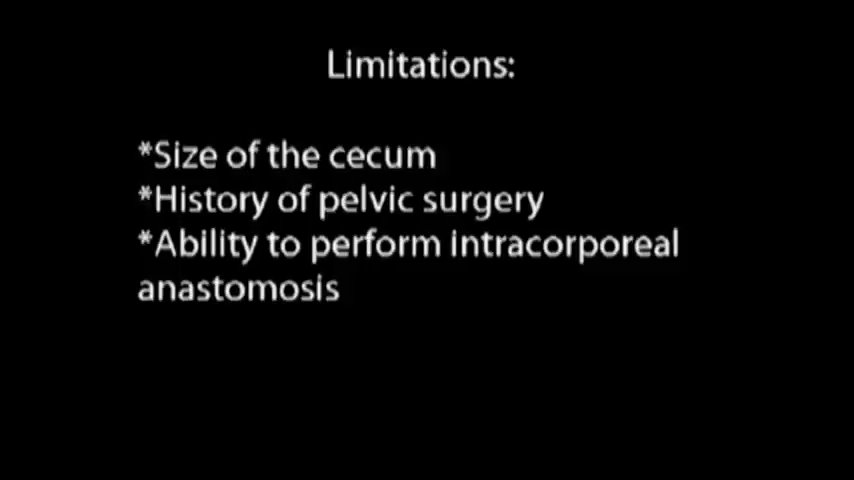 Limitations:
*Size of the cecum
*History of pelvic surgery
*Ability to perform intracorporeal
anastomosis